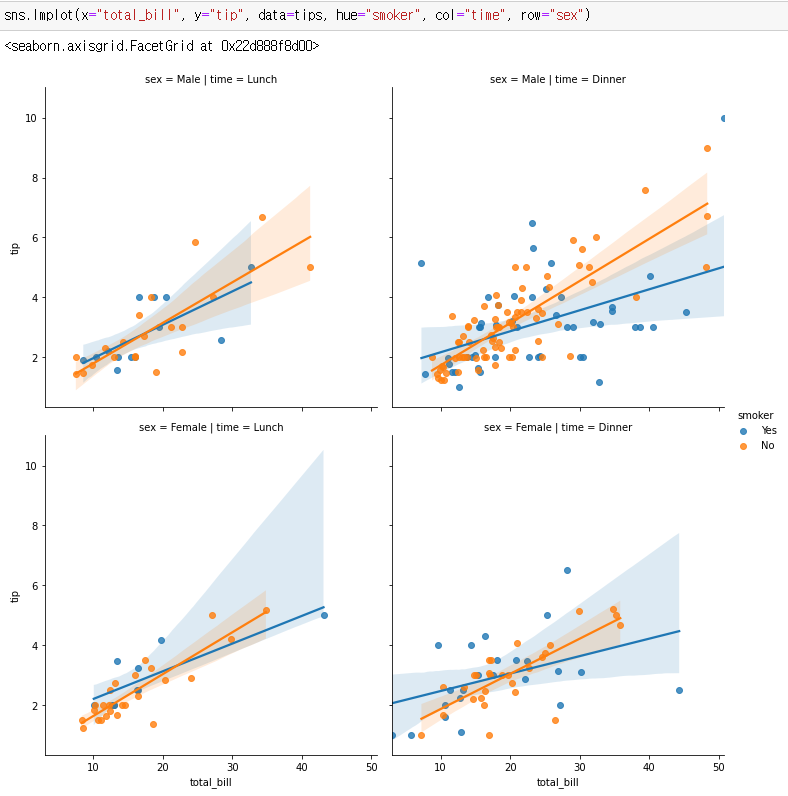 sns.lmplot(x="total_bill", y="tip", data=tips, hue="smoker", col="time", row="sex")
<seaborn.axisgrid.FacetGrid at 0x22d888f8d00>
sex = Male | time = Lunch
sex = Male | time = Dinner
10
8
6
4
2
tip
sex = Female | time = Lunch
sex = Female | time = Dinner
smoker
Yes
No
10
8
6
4
2
tip
10 20 30 40 50
10 20 30 40 50
total_bill
total_bill